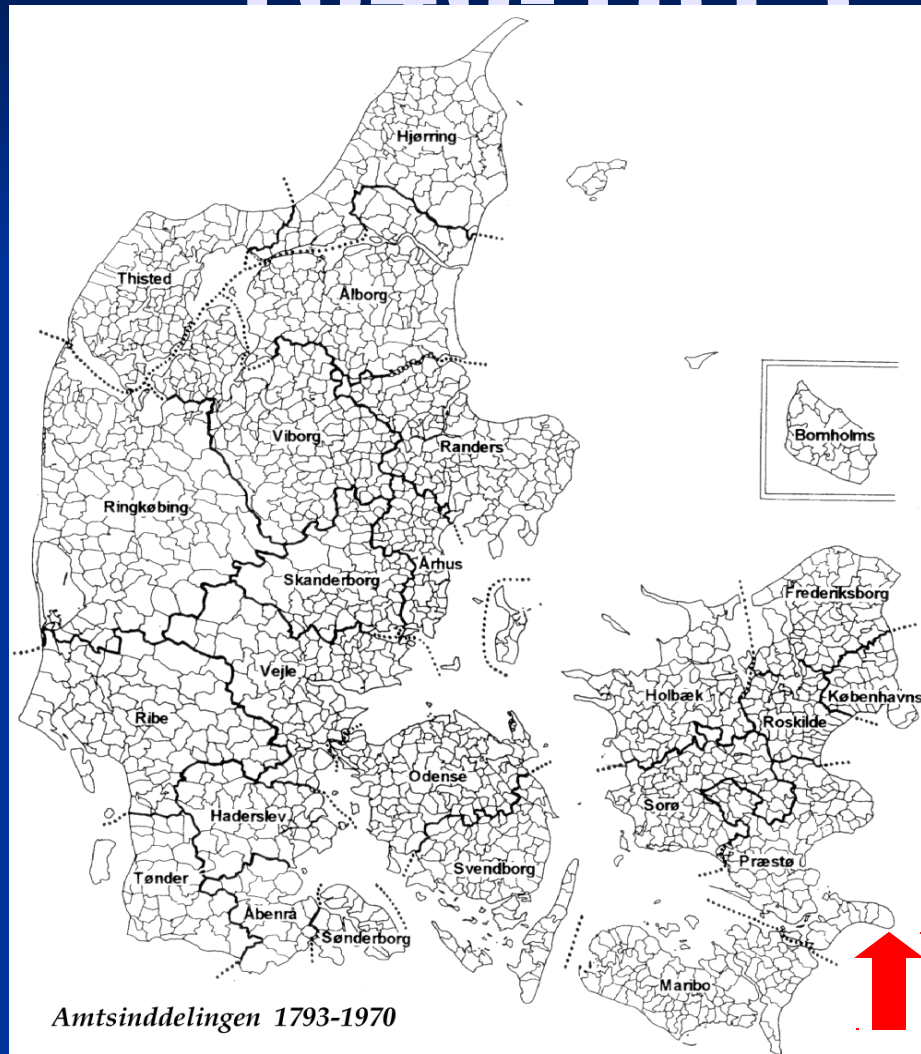 Hjørring
Thisted
Ålborg
Viborg
Randers
Bornholms
Ringkøbing
Århus
Skanderborg
Frederiksborg
Vejle
Holbæk
Københavns
Ribe
Roskilde
Odense
Sorø
Haderslev
Svendborg
Præstø
Tønder
Åbenrå
Sønderborg
Maribo
Amtsinddelingen 1793-1970